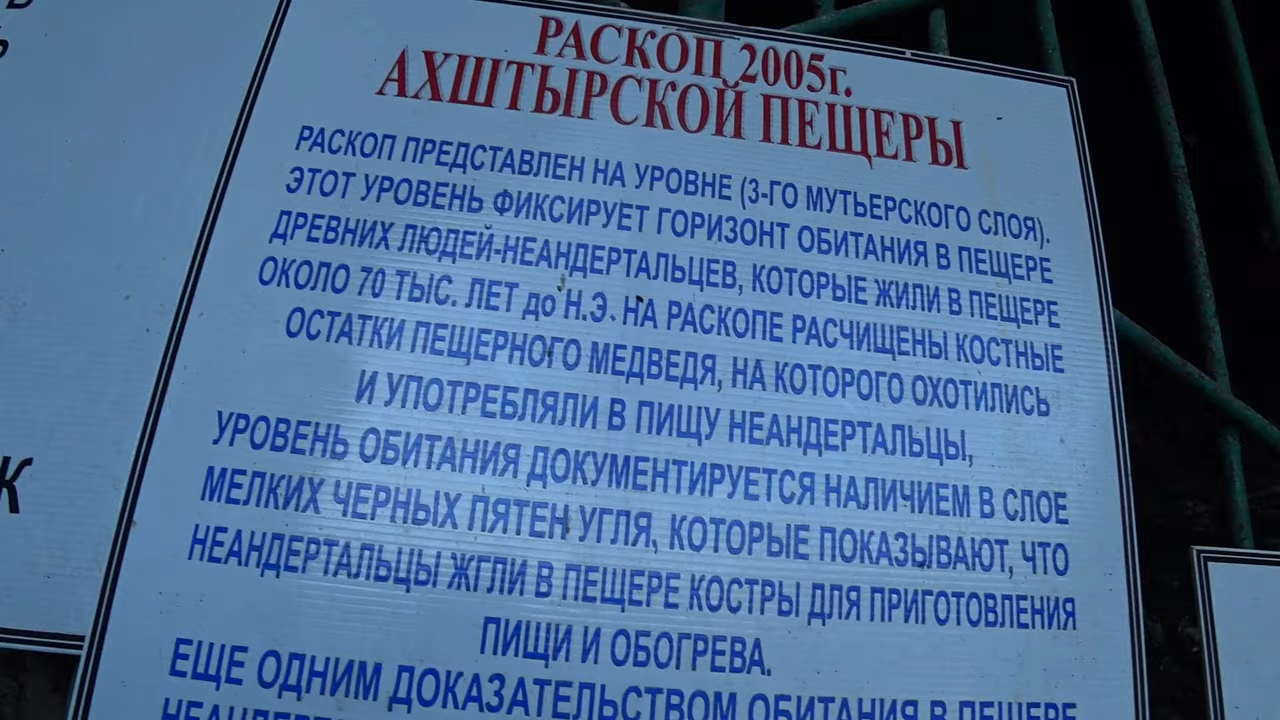 РАСКОП 2005г.
АХШТЫРСКОЙ ПЕЩЕРЫ
РАСКОП ПРЕДСТАВЛЕН НА УРОВНЕ (3-ГО МУТЬЕРСКОГО СЛОЯ).
ЭТОТ УРОВЕНЬ ФИКСИРУЕТ ГОРИЗОНТ ОБИТАНИЯ В ПЕЩЕРЕ
ДРЕВНИХ ЛЮДЕЙ-НЕАНДЕРТАЛЬЦЕВ, КОТОРЫЕ ЖИЛИ В ПЕЩЕРЕ
ОКОЛО 70 ТЫС. ЛЕТ до Н.Э. НА РАСКОПЕ РАСЧИЩЕНЫ КОСТНЫЕ
ОСТАТКИ ПЕЩЕРНОГО МЕДВЕДЯ, НА КОТОРОГО ОХОТИЛИСЬ
И УПОТРЕБЛЯЛИ В ПИЩУ НЕАНДЕРТАЛЬЦЫ,
УРОВЕНЬ ОБИТАНИЯ ДОКУМЕНТИРУЕТСЯ НАЛИЧИЕМ В СЛОЕ
МЕЛКИХ ЧЕРНЫХ ПЯТЕН УГЛЯ, КОТОРЫЕ ПОКАЗЫВАЮТ, ЧТО
НЕАНДЕРТАЛЬЦЫ ЖГЛИ В ПЕЩЕРЕ КОСТРЫ ДЛЯ ПРИГОТОВЛЕНИЯ
ПИЩИ И ОБОГРЕВА.
ЕЩЕ ОДНИМ ДОКАЗАТЕЛЬСТВОМ ОБИТАНИЯ В ПЕЩЕРЕ